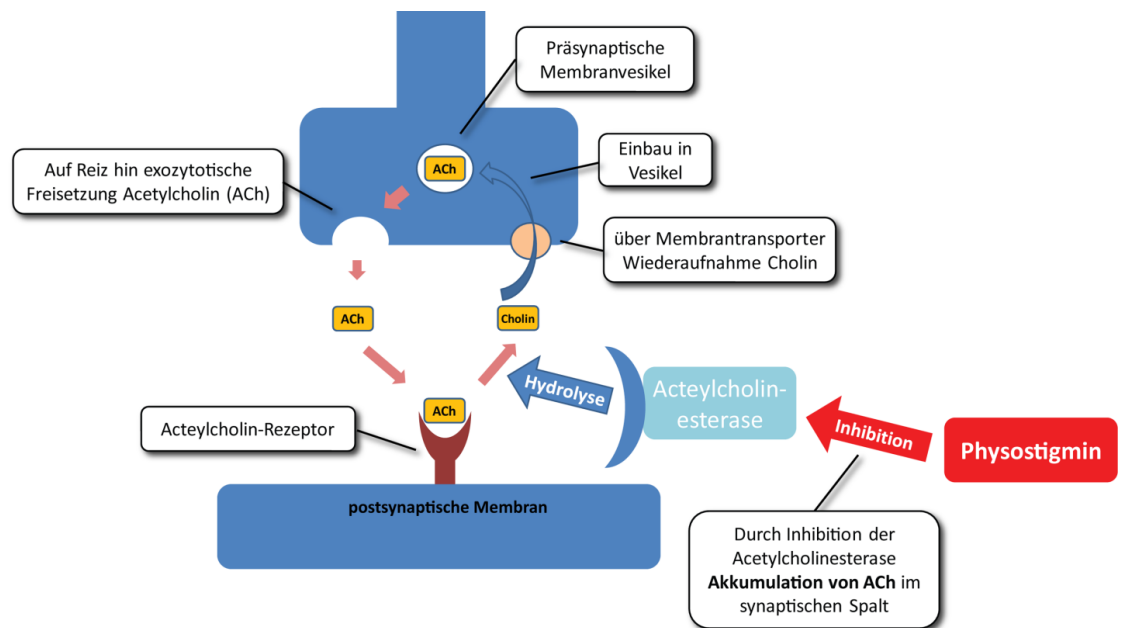 Präsynaptische
Membranvesikel
Auf Reiz hin exozytotische
Freisetzung Acetylcholin (ACh)
ACh
Einbau in
Vesikel
über Membrantransporter
Wiederaufnahme Cholin
ACh
Cholin
Hydrolyse
Acteylcholin-
esterase
Inhibition
Physostigmin
ACh
Acteylcholin-Rezeptor
postsynaptische Membran
Durch Inhibition der
Acetylcholinesterase
Akkumulation von ACh im
synaptischen Spalt